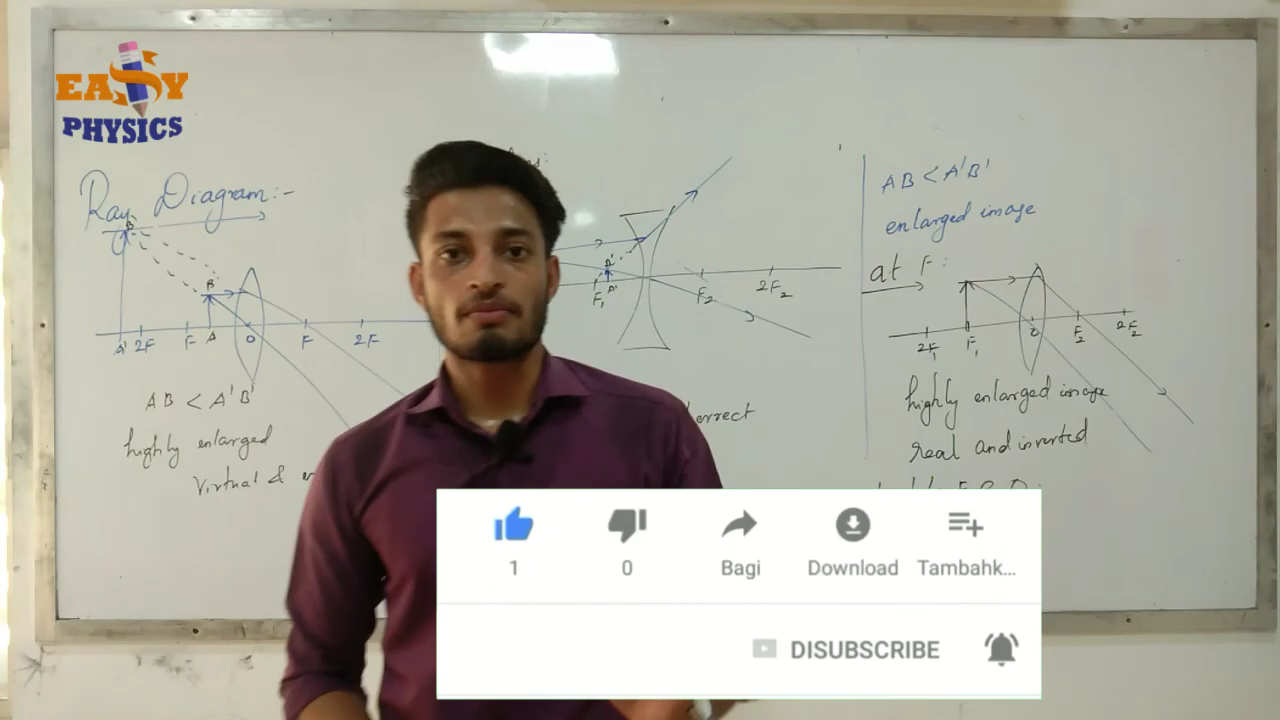 EASY
PHYSICS
Ray Diagram:-
B'
B
A' 2F F A O F 2F
AB < A'B'
highly enlarged
Virtual &
A'
F₁ F₂ 2F₂
AB < A'B'
enlarged image
at F:
2F₁ F₁ O F₂ 2F₂
highly enlarged image
real and inverted
1 0 Bagi Download Tambahk...
DISUBSCRIBE